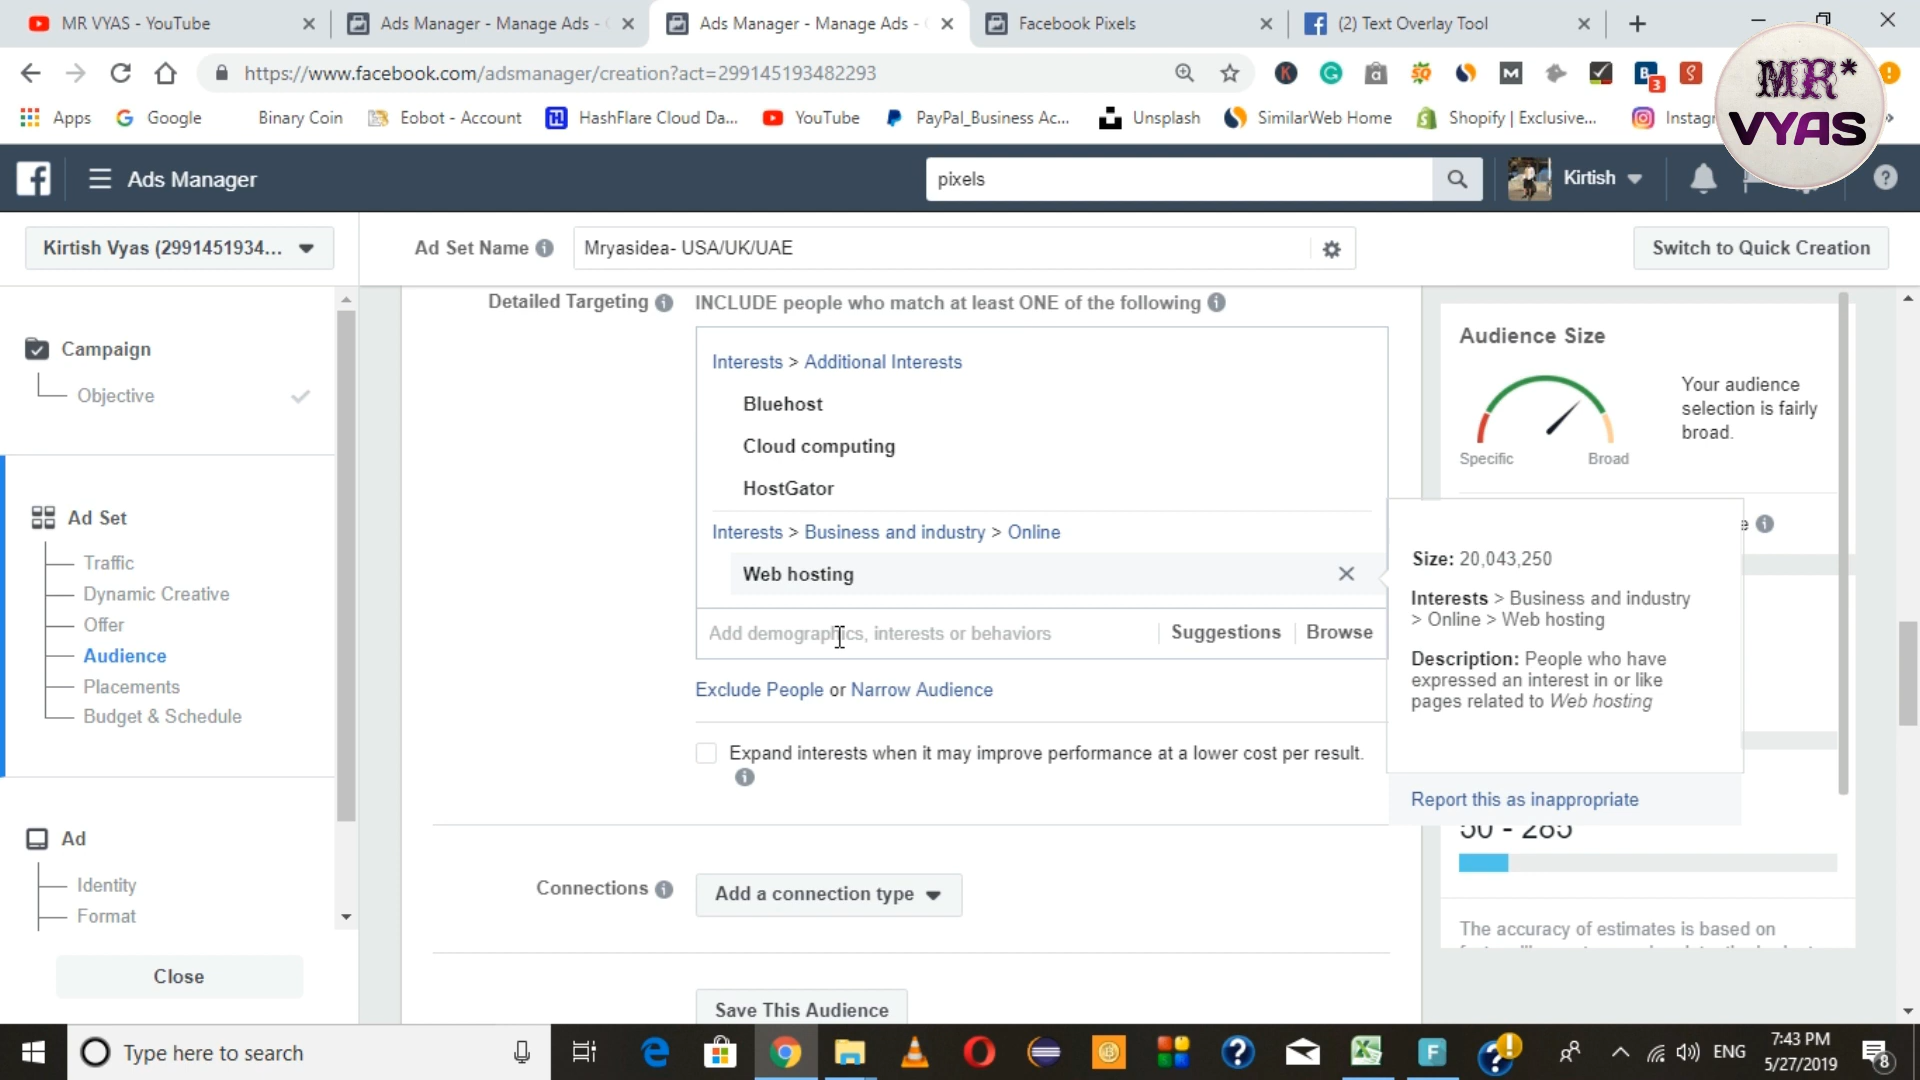 MR VYAS - YouTube
Ads Manager - Manage Ads -
Ads Manager - Manage Ads -
Facebook Pixels
(2) Text Overlay Tool
https://www.facebook.com/adsmanager/creation?act=299145193482293
MR*
VYAS
Apps
Google
Binary Coin
Eobot - Account
HashFlare Cloud Da...
YouTube
PayPal_Business Ac...
Unsplash
SimilarWeb Home
Shopify | Exclusive...
Ads Manager
pixels
Kirtish
Kirtish Vyas (2991451934...
Ad Set Name
Mryasidea- USA/UK/UAE
Switch to Quick Creation
Campaign
Objective
Ad Set
Traffic
Dynamic Creative
Offer
Audience
Placements
Budget & Schedule
Ad
Identity
Format
Close
Detailed Targeting
INCLUDE people who match at least ONE of the following
Interests > Additional Interests
Bluehost
Cloud computing
HostGator
Interests > Business and industry > Online
Web hosting
Add demographics, interests or behaviors
Suggestions
Browse
Exclude People or Narrow Audience
Expand interests when it may improve performance at a lower cost per result.
Connections
Add a connection type
Save This Audience
Audience Size
Your audience
selection is fairly
broad.
Specific
Broad
Size: 20,043,250
Interests > Business and industry
> Online > Web hosting
Description: People who have
expressed an interest in or like
pages related to Web hosting
Report this as inappropriate
50 - 285
The accuracy of estimates is based on
Type here to search
ENG
7:43 PM
5/27/2019
8